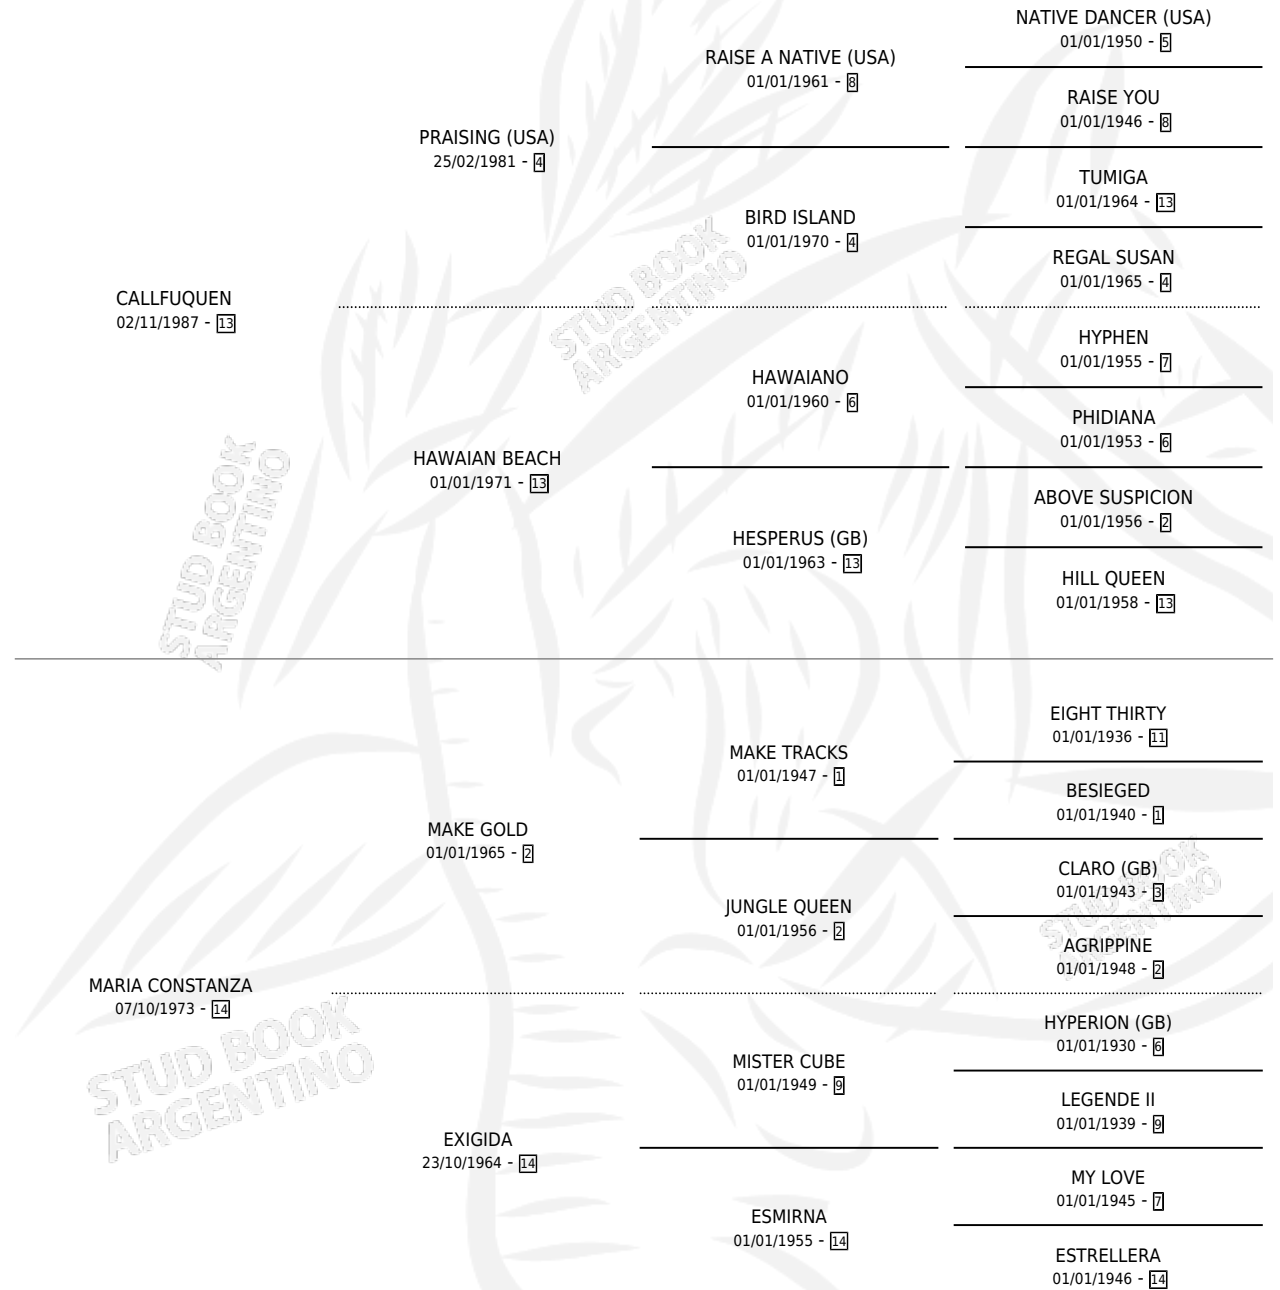 NATIVE DANCER (USA)
01/01/1950 - 5
RAISE A NATIVE (USA)
01/01/1961 - 8
RAISE YOU
01/01/1946 - 8
PRAISING (USA)
25/02/1981 - 4
TUMIGA
01/01/1964 - 13
BIRD ISLAND
01/01/1970 - 4
REGAL SUSAN
01/01/1965 - 4
CALLFUQUEN
02/11/1987 - 13
HYPHEN
01/01/1955 - 7
HAWAIANO
01/01/1960 - 6
PHIDIANA
01/01/1953 - 6
HAWAIAN BEACH
01/01/1971 - 13
ABOVE SUSPICION
01/01/1956 - 2
HESPERUS (GB)
01/01/1963 - 13
HILL QUEEN
01/01/1958 - 13
EIGHT THIRTY
01/01/1936 - 11
MAKE TRACKS
01/01/1947 - 1
BESIEGED
01/01/1940 - 1
MAKE GOLD
01/01/1965 - 2
CLARO (GB)
01/01/1943 - 3
JUNGLE QUEEN
01/01/1956 - 2
AGRIPPINE
01/01/1948 - 2
MARIA CONSTANZA
07/10/1973 - 14
HYPERION (GB)
01/01/1930 - 6
MISTER CUBE
01/01/1949 - 9
LEGENDE II
01/01/1939 - 9
EXIGIDA
23/10/1964 - 14
MY LOVE
01/01/1945 - 7
ESMIRNA
01/01/1955 - 14
ESTRELLERA
01/01/1946 - 14
STUD BOOK
ARGENTINO
STUD BOOK
ARGENTINO
STUD BOOK
ARGENTINO
STUD BOOK
ARGENTINO